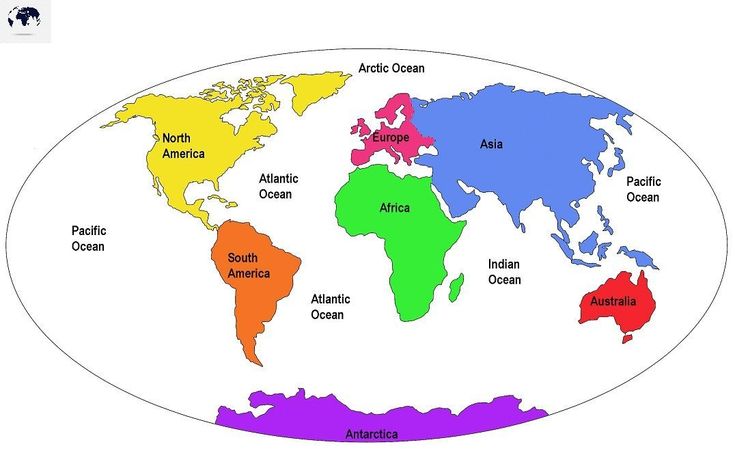 Arctic Ocean
North
America
Europe
Asia
Atlantic
Ocean
Pacific
Ocean
Africa
Pacific
Ocean
South
America
Indian
Ocean
Atlantic
Ocean
Australia
Antarctica